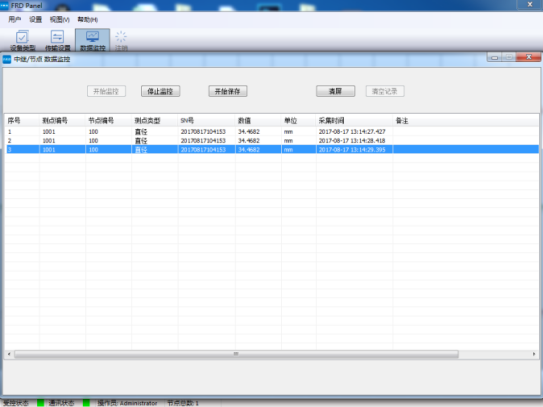 FRD Panel
用户 设置 视图(V) 帮助(H)
设备类型 传输设置 数据监控 注销
中继/节点 数据监控
开始监控 停止监控 开始保存 清屏 清空记录
序号 测点编号 节点编号 测点类型 SN号 数值 单位 采集时间 备注
1 1001 100 直径 20170817104153 34.4682 mm 2017-08-17 13:14:27.427
2 1001 100 直径 20170817104153 34.4682 mm 2017-08-17 13:14:28.418
3 1001 100 直径 20170817104153 34.4682 mm 2017-08-17 13:14:29.395
受控状态 通讯状态 操作员: Administrator 节点总数: 1